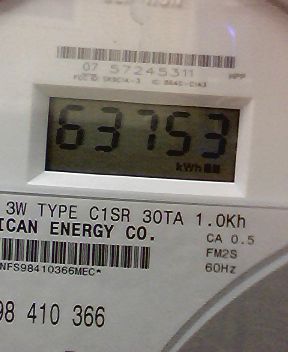 07 57245311
63753
kWh
3W TYPE C1SR 30TA 1.0Kh
ICAN ENERGY CO.
CA 0.5
FM2S
60Hz
NFS98410366MEC*
98 410 366